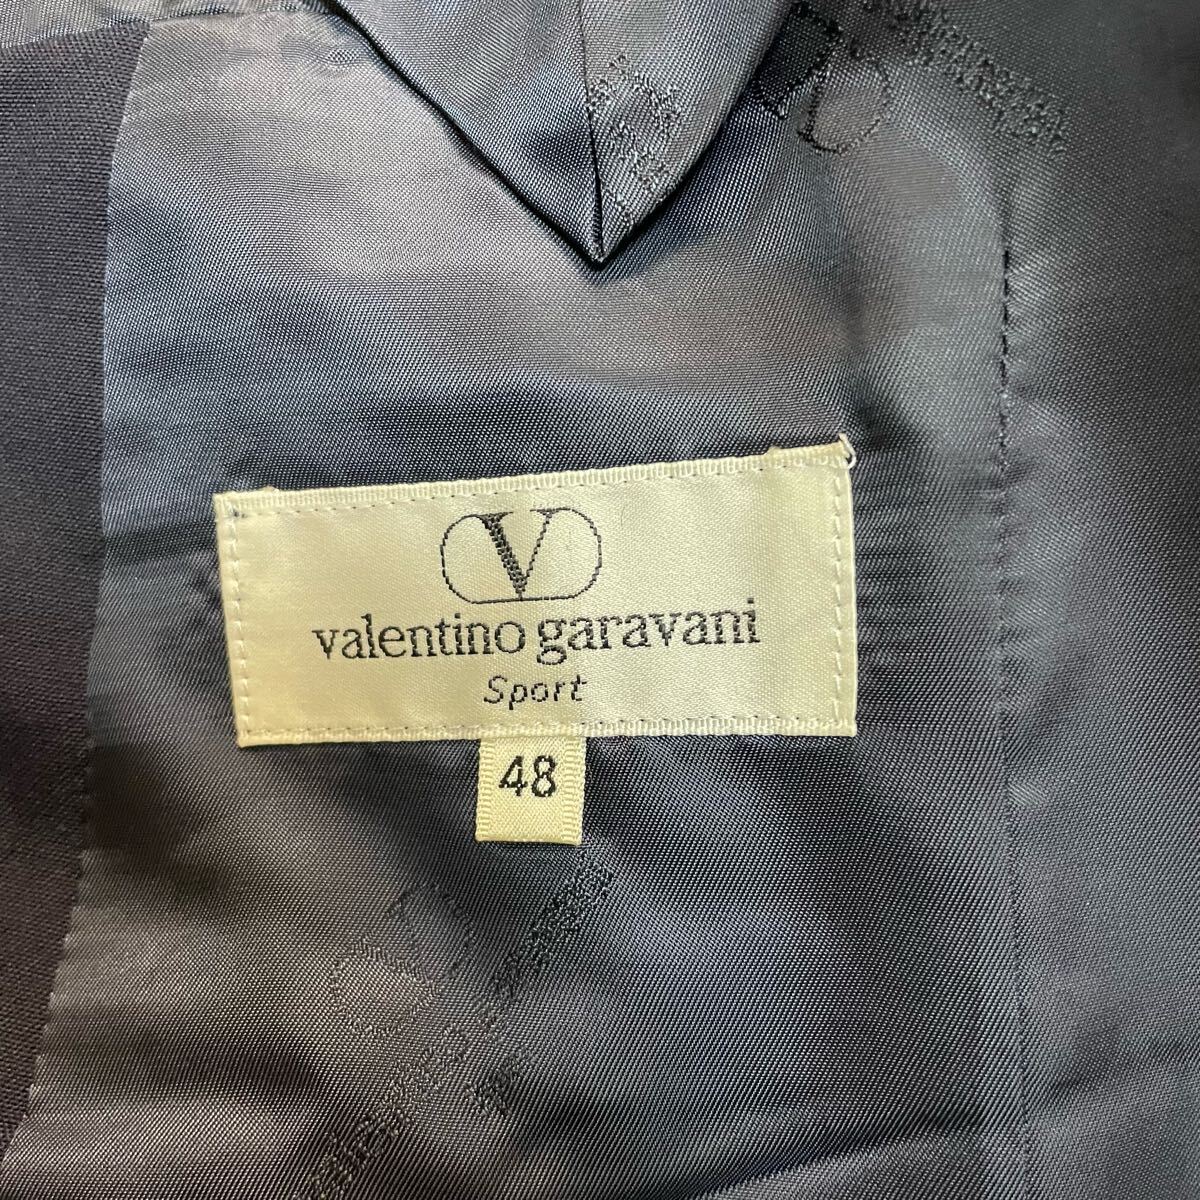 V
valentino garavani
Sport
48